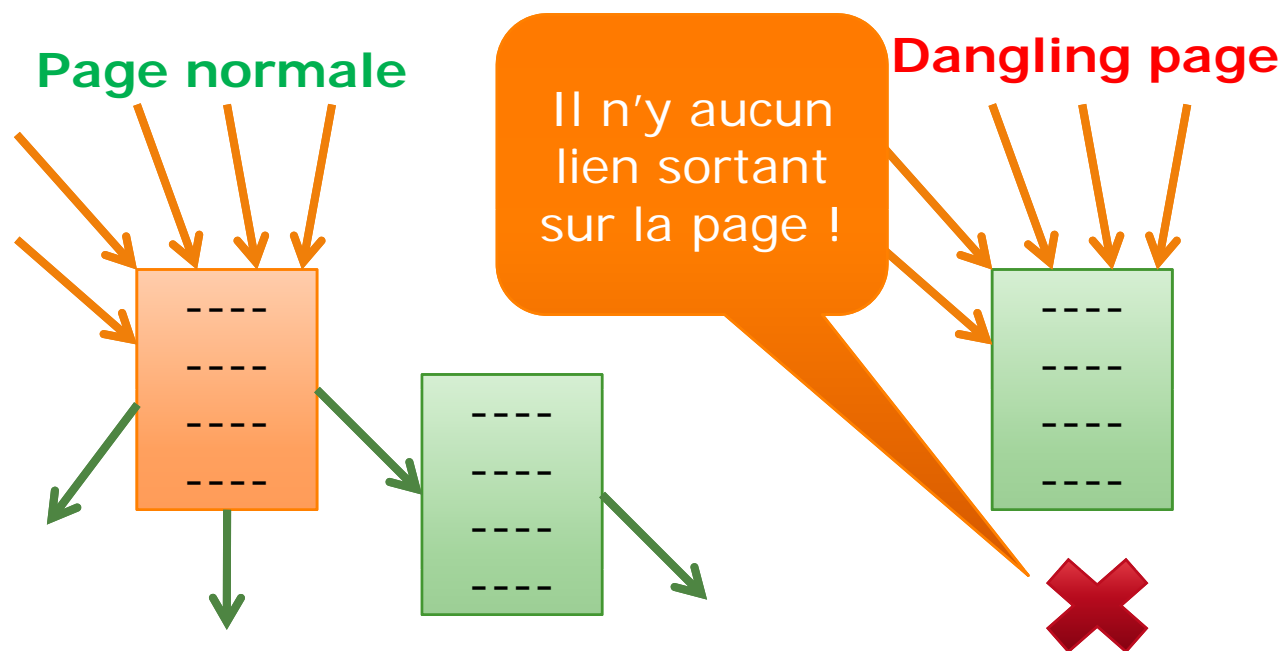 Page normale
Il n'y aucun
lien sortant
sur la page !
Dangling page
----
----
----
----
----
----
----
----
----
----
----
----